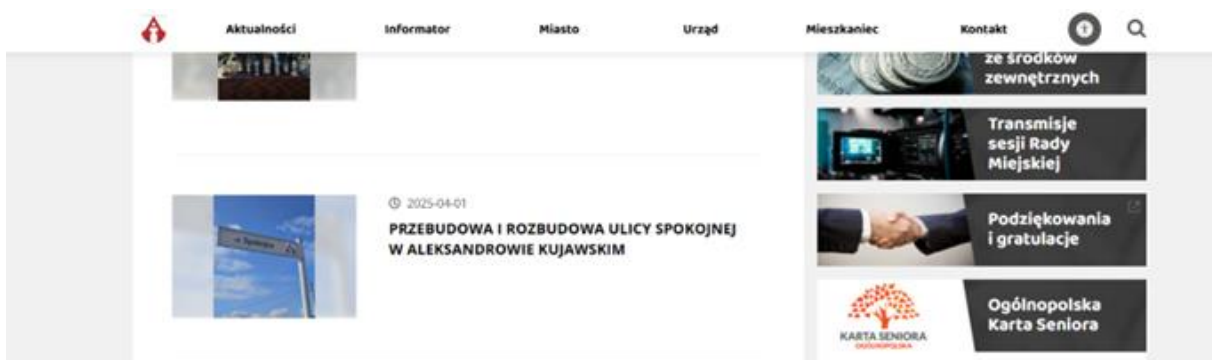 Aktualności
Informator
Miasto
Urząd
Mieszkaniec
Kontakt
ze środków
zewnętrznych
Transmisje
sesji Rady
Miejskiej
2025-04-01
PRZEBUDOWA I ROZBUDOWA ULICY SPOKOJNEJ
W ALEKSANDROWIE KUJAWSKIM
Podziękowania
i gratulacje
KARTA SENIORA
OGÓLNOPOLSKA
Ogólnopolska
Karta Seniora